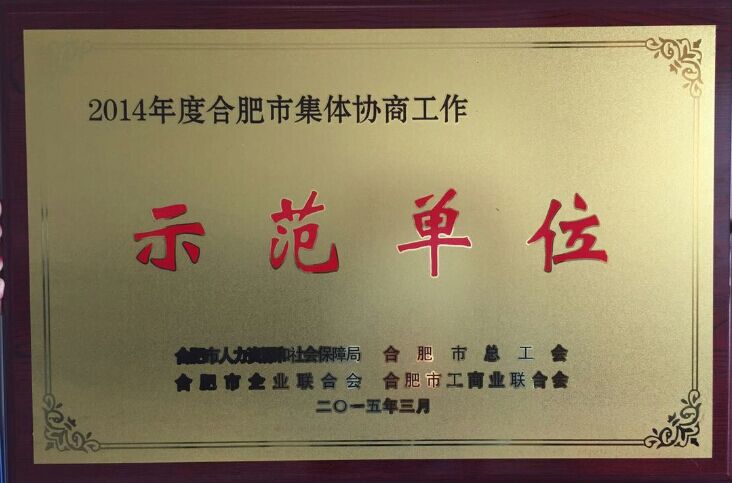 2014年度合肥市集体协商工作
示范单位
合肥市人力资源和社会保障局 合肥市总工会
合肥市企业联合会 合肥市工商业联合会
二〇一五年三月